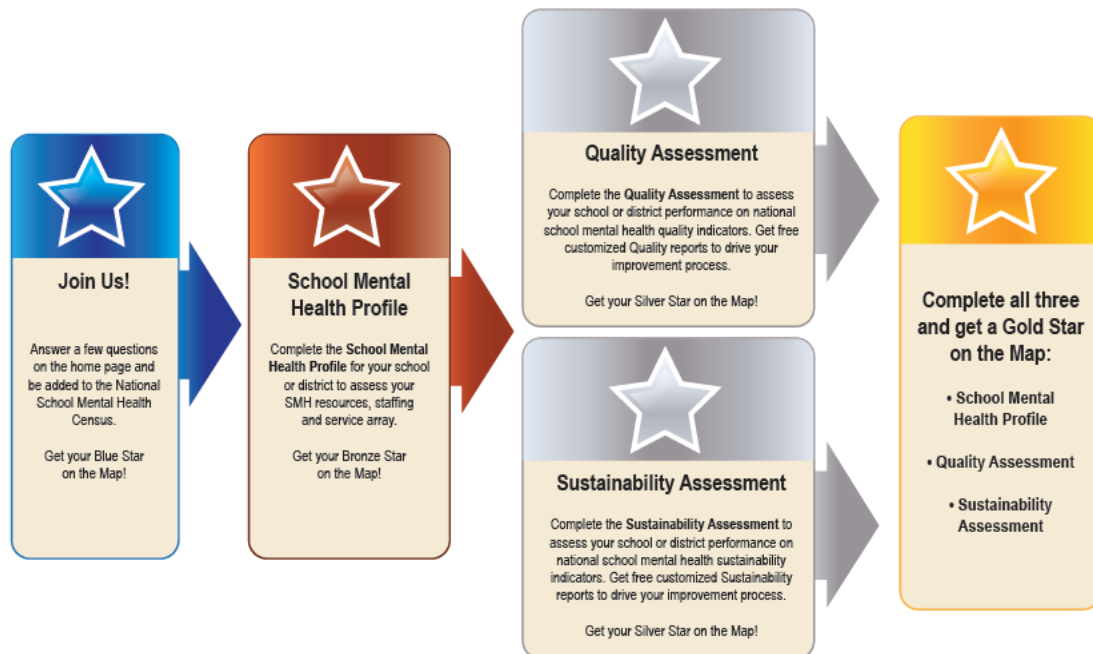 Join Us!
Answer a few questions
on the home page and
be added to the National
School Mental Health
Census.
Get your Blue Star
on the Map!
School Mental
Health Profile
Complete the School Mental
Health Profile for your school
or district to assess your
SMH resources, staffing
and service array.
Get your Bronze Star
on the Map!
Quality Assessment
Complete the Quality Assessment to assess
your school or district performance on national
school mental health quality indicators. Get free
customized Quality reports to drive your
improvement process.
Get your Silver Star on the Map!
Sustainability Assessment
Complete the Sustainability Assessment to
assess your school or district performance on
national school mental health sustainability
indicators. Get free customized Sustainability
reports to drive your improvement process.
Get your Silver Star on the Map!
Complete all three
and get a Gold Star
on the Map:
• School Mental
Health Profile
• Quality Assessment
• Sustainability
Assessment